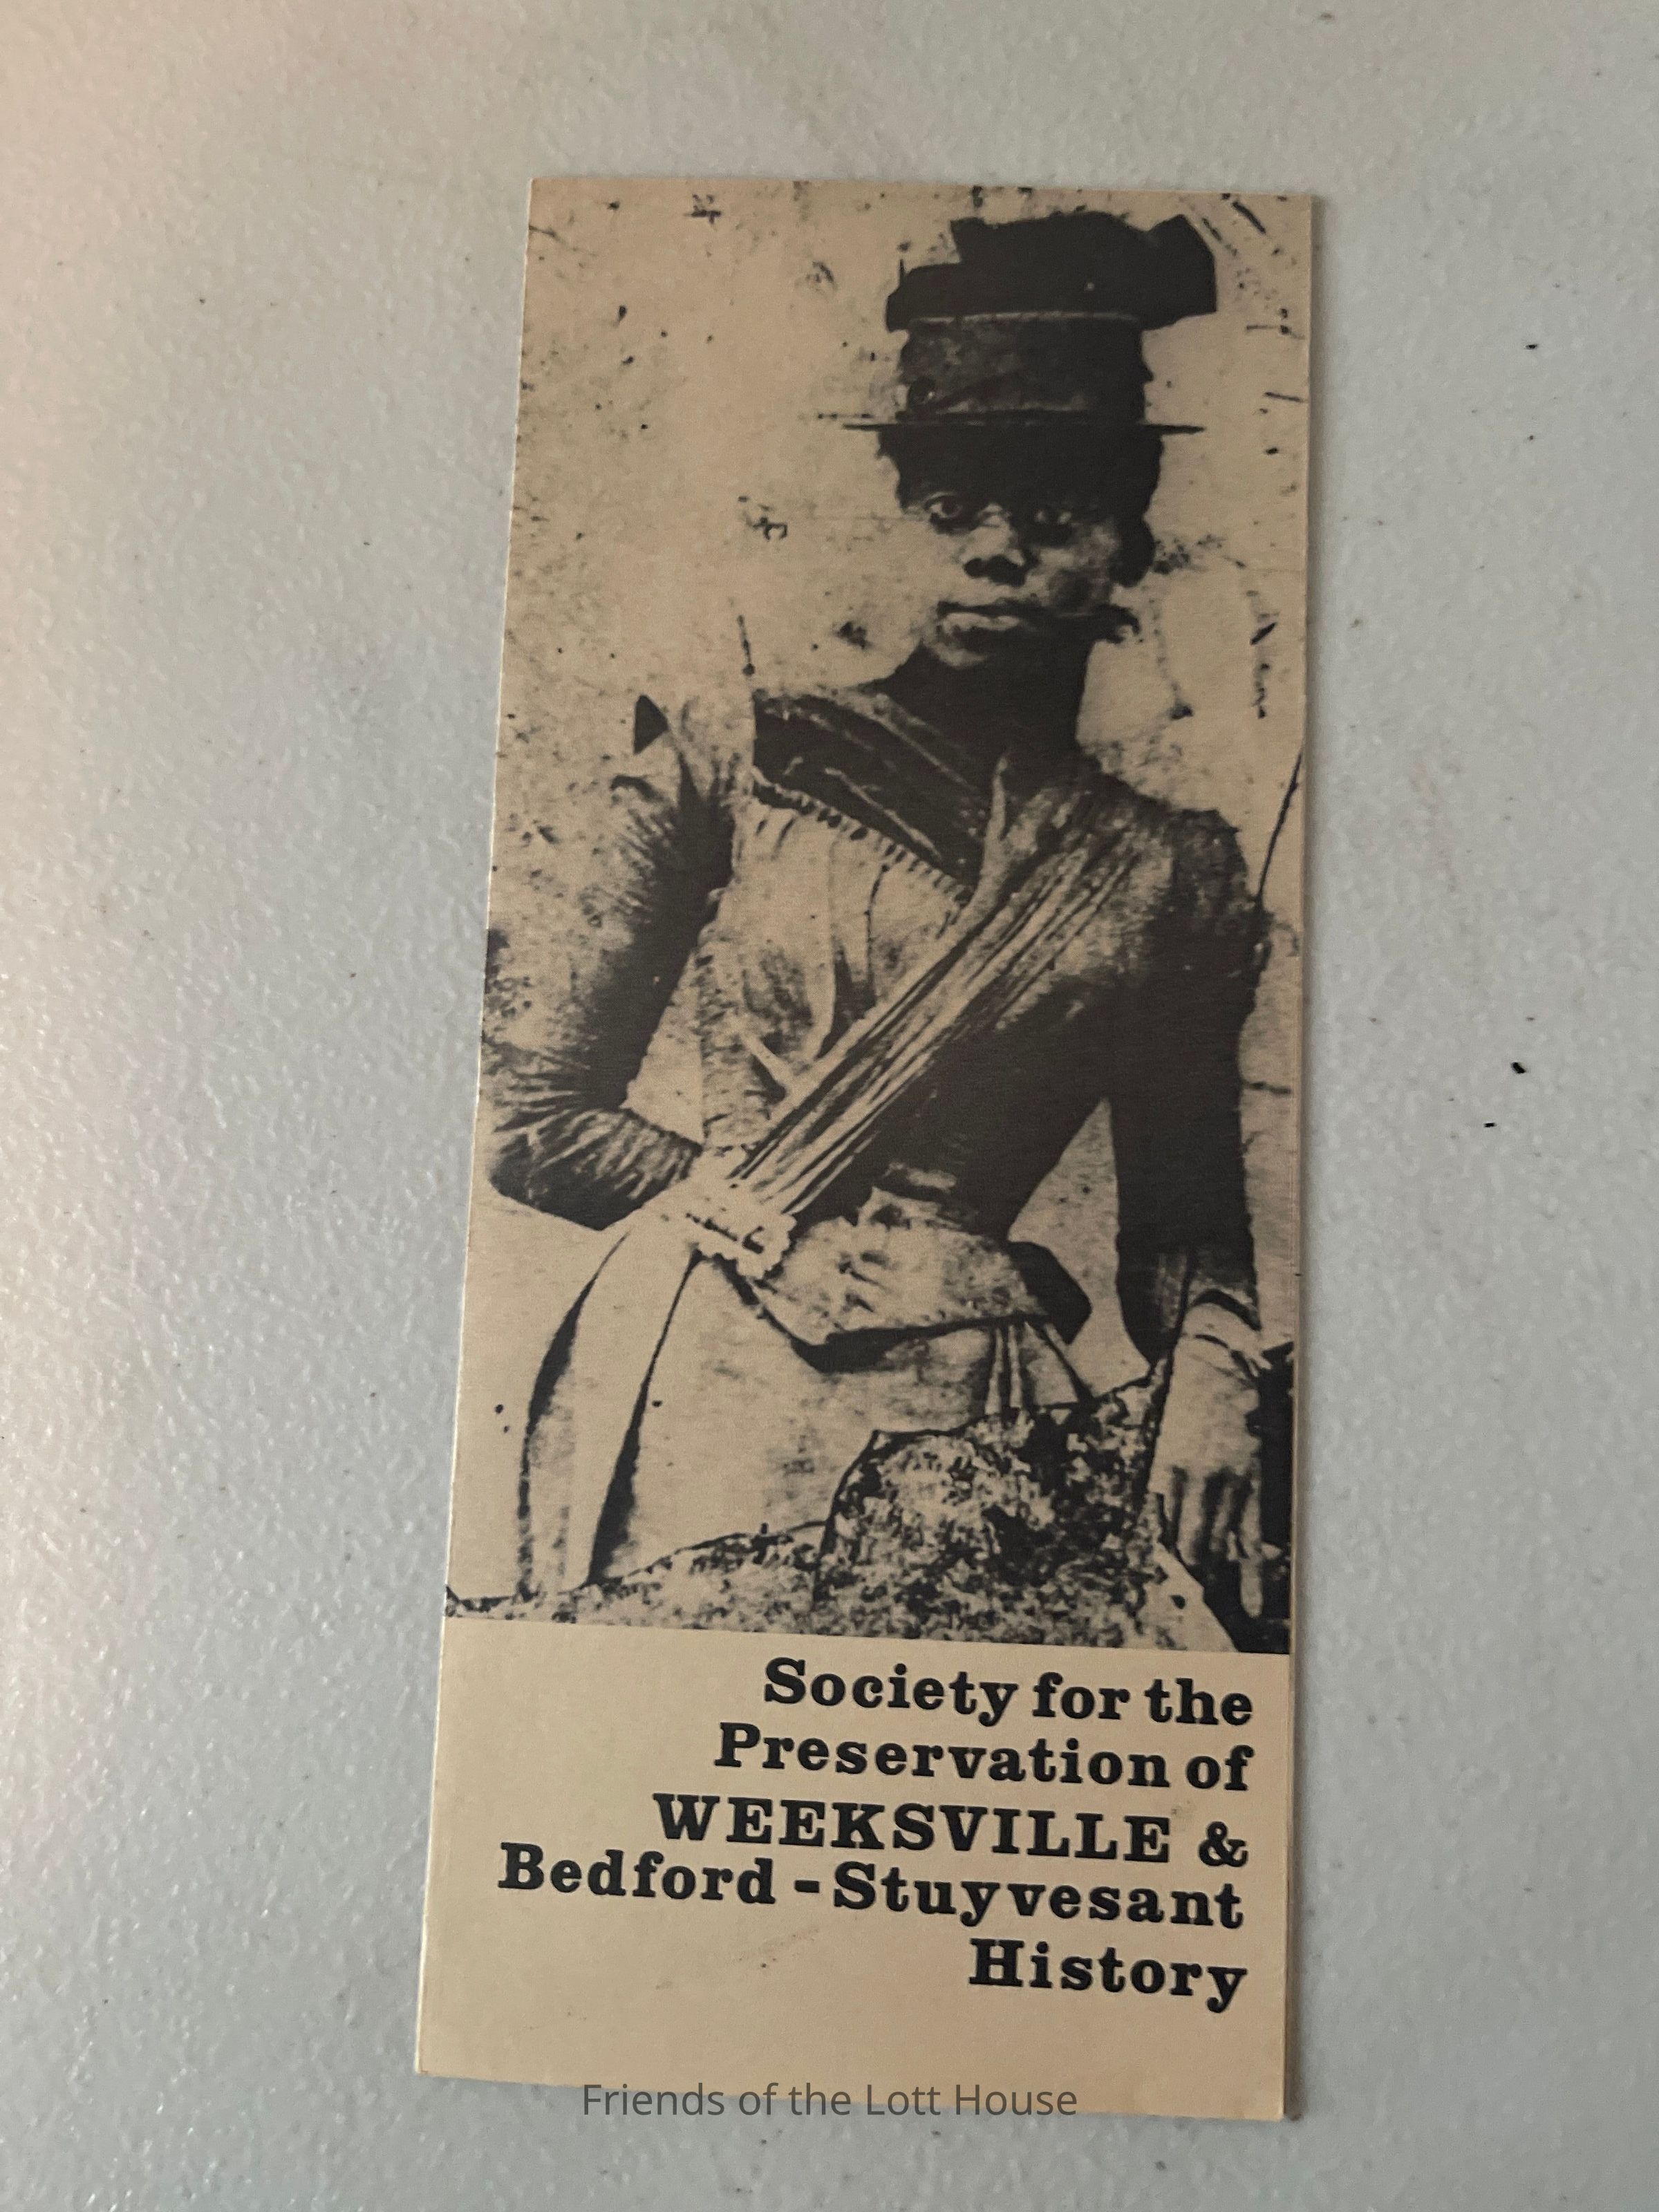 Society for the
Preservation of
WEEKSVILLE &
Bedford - Stuyvesant
History
Friends of the Lott House